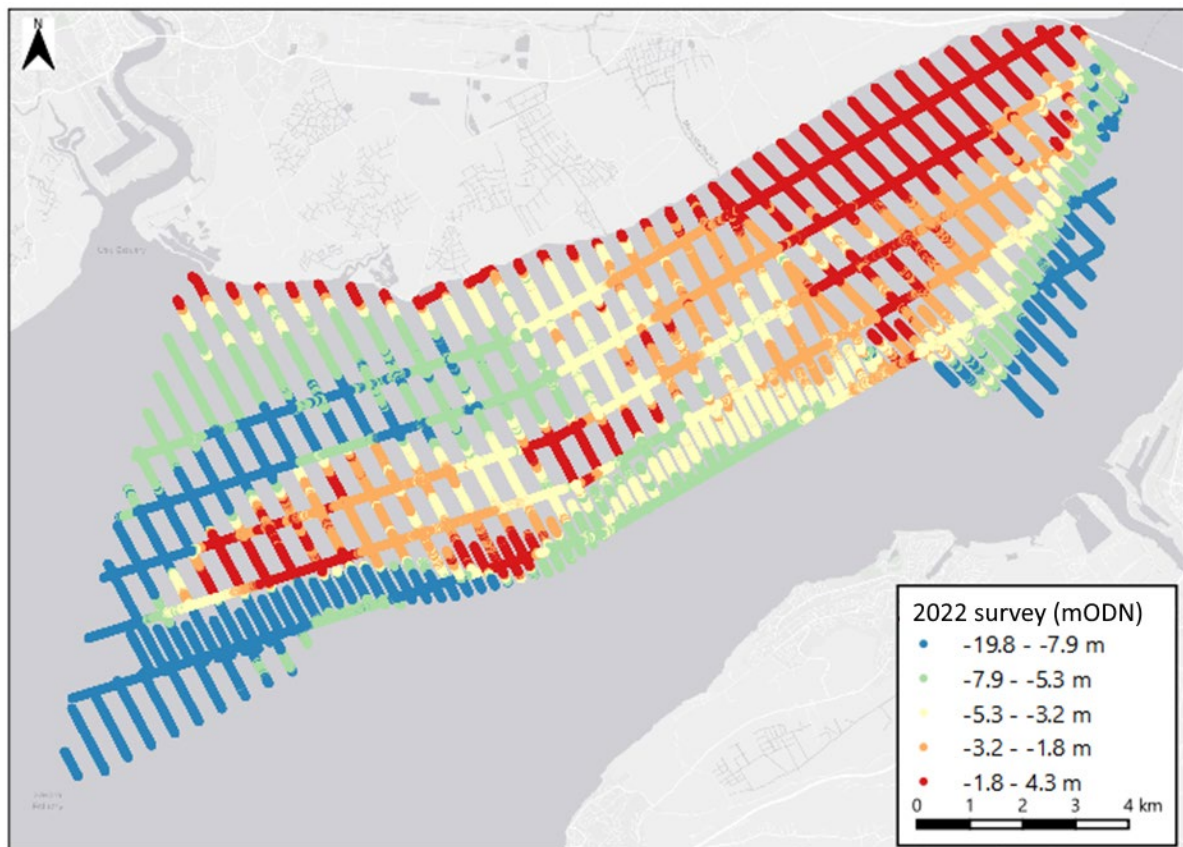 N
2022 survey (mODN)
-19.8 - -7.9 m
-7.9 - -5.3 m
-5.3 - -3.2 m
-3.2 - -1.8 m
-1.8 - 4.3 m
0 1 2 3 4 km